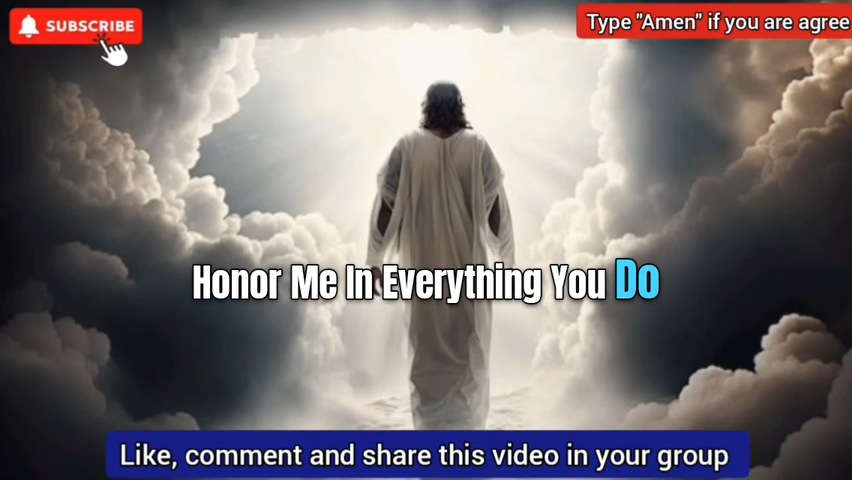 SUBSCRIBE
Type "Amen" if you are agree
Honor Me In Everything You Do
Like, comment and share this video in your group